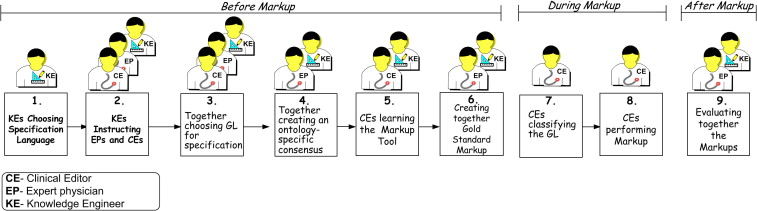 Before Markup
During Markup
After Markup
KE
KE
EP
CE
KE
EP
CE
KE
EP
KE
CE
KE
EP
CE
CE
KE
CE
1.
KEs Choosing
Specification
Language
2.
KEs
Instructing
EPs and CEs
3.
Together
choosing GL
for
specification
4.
Together
creating an
ontology-
specific
consensus
5.
CEs learning
the Markup
Tool
6.
Creating
together
Gold
Standard
Markup
7.
CEs
classifying
the GL
8.
CEs
performing
Markup
9.
Evaluating
together
the
Markups
CE- Clinical Editor
EP- Expert physician
KE- Knowledge Engineer